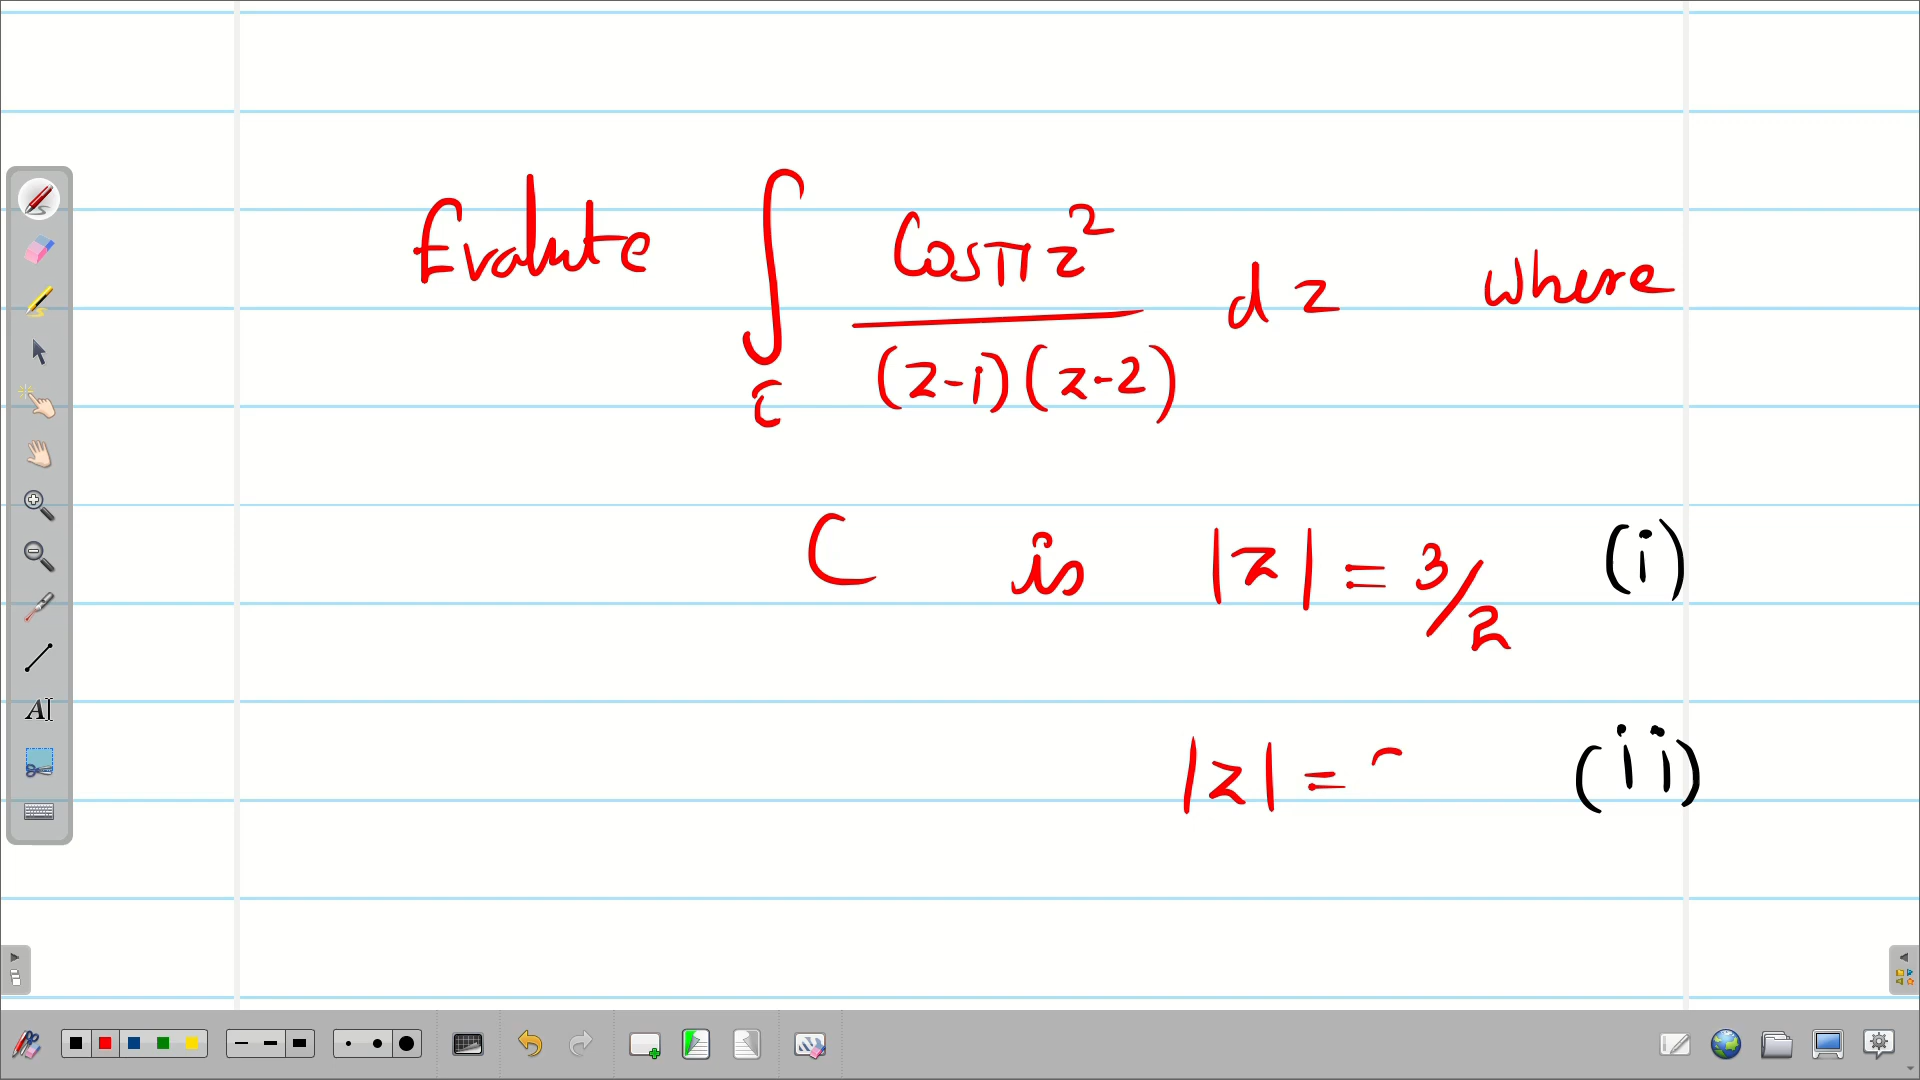 Evalute ∫_C Cosπz² / (z-1)(z-2) dz where
C is |z| = 3/2 (i)
|z| = (ii)